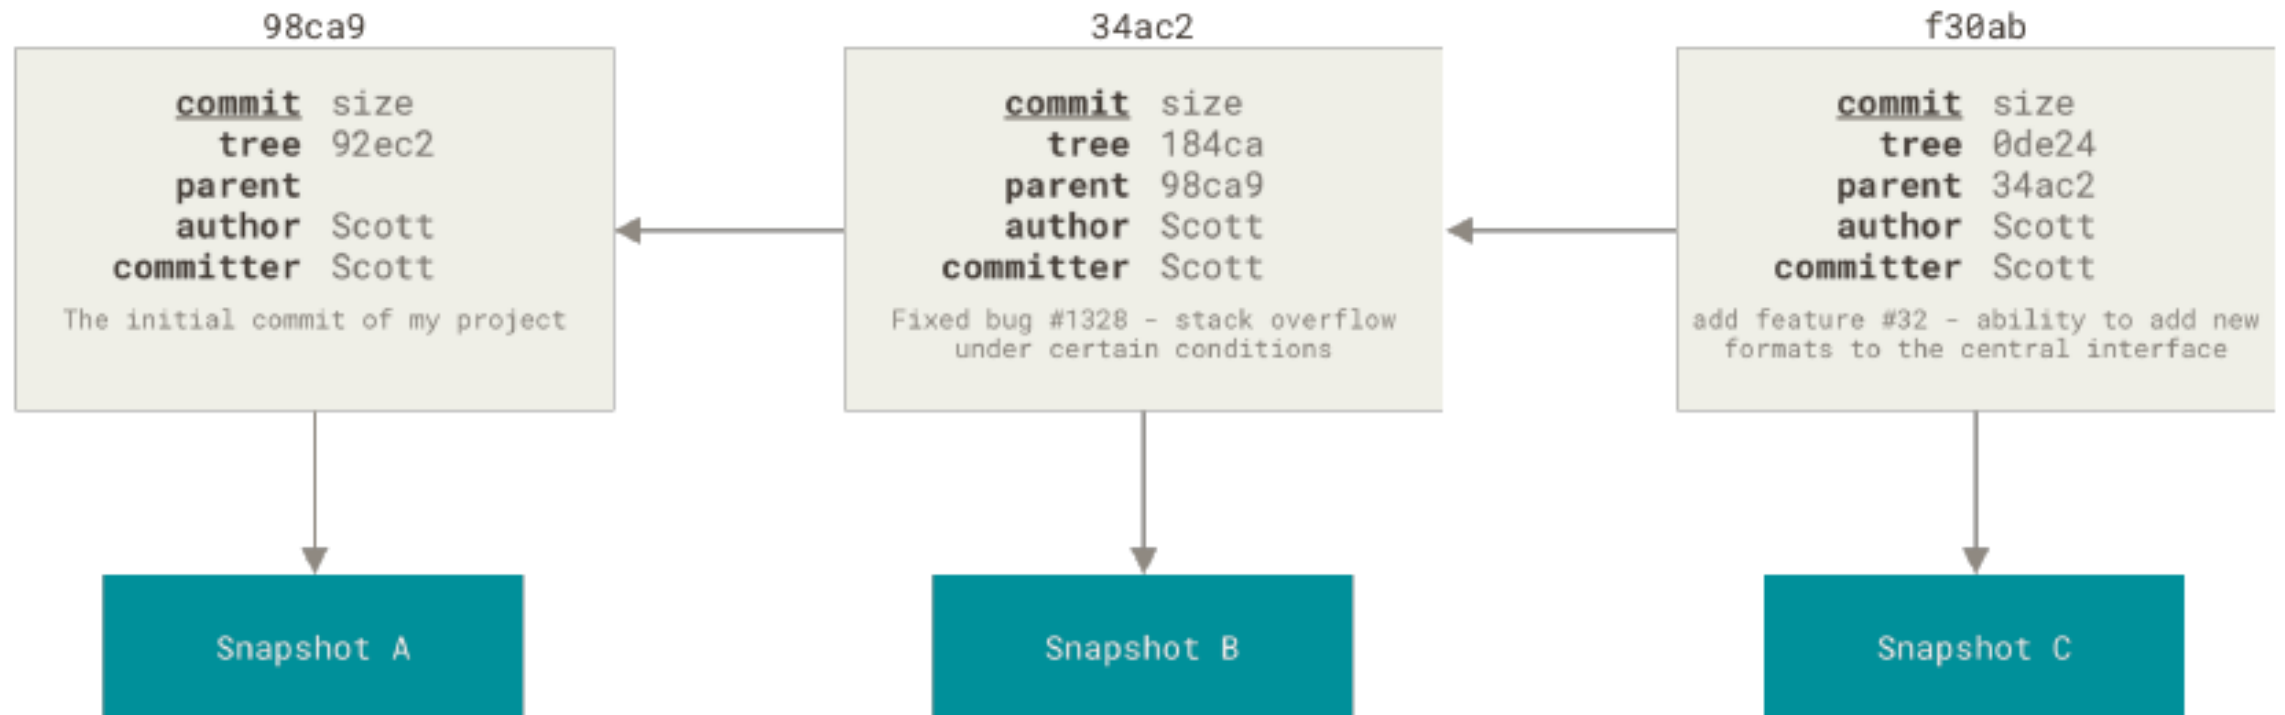 98ca9
commit size
tree 92ec2
parent
author Scott
committer Scott
The initial commit of my project
Snapshot A
34ac2
commit size
tree 184ca
parent 98ca9
author Scott
committer Scott
Fixed bug #1328 - stack overflow
under certain conditions
Snapshot B
f30ab
commit size
tree 0de24
parent 34ac2
author Scott
committer Scott
add feature #32 - ability to add new
formats to the central interface
Snapshot C